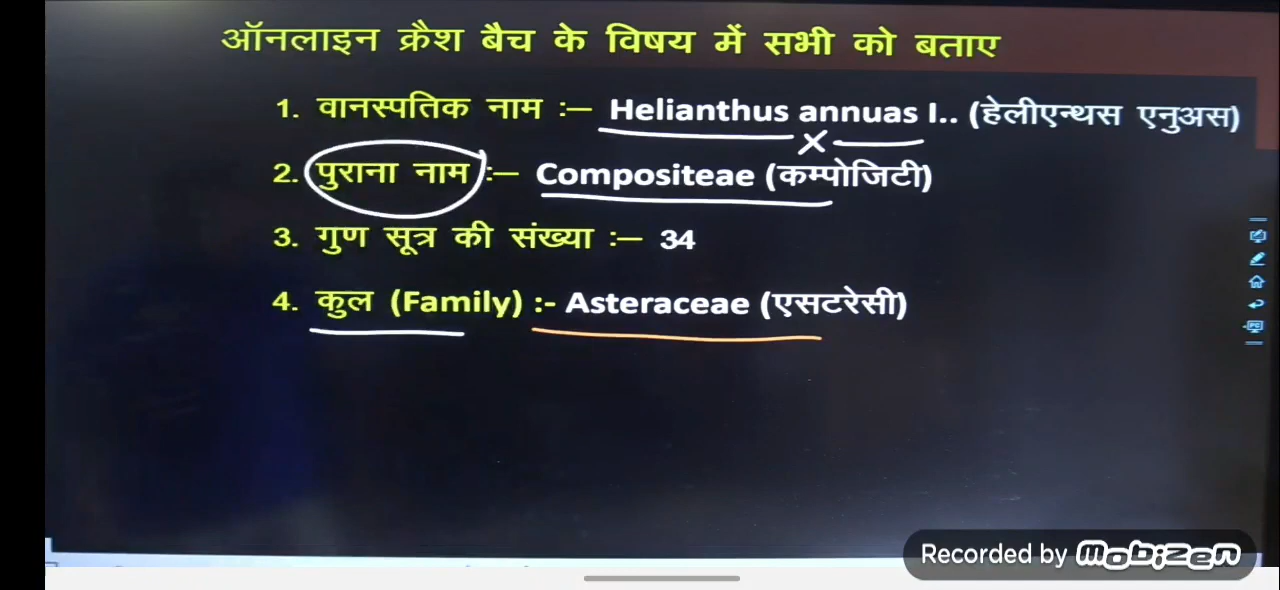 ऑनलाइन क्रैश बैच के विषय में सभी को बताए
1. वानस्पतिक नाम :– Helianthus annuas I.. (हेलीएन्थस एनुअस)
2. पुराना नाम :– Compositeae (कम्पोजिटी)
3. गुण सूत्र की संख्या :– 34
4. कुल (Family) :- Asteraceae (एसटरेसी)
Recorded by Mobizen